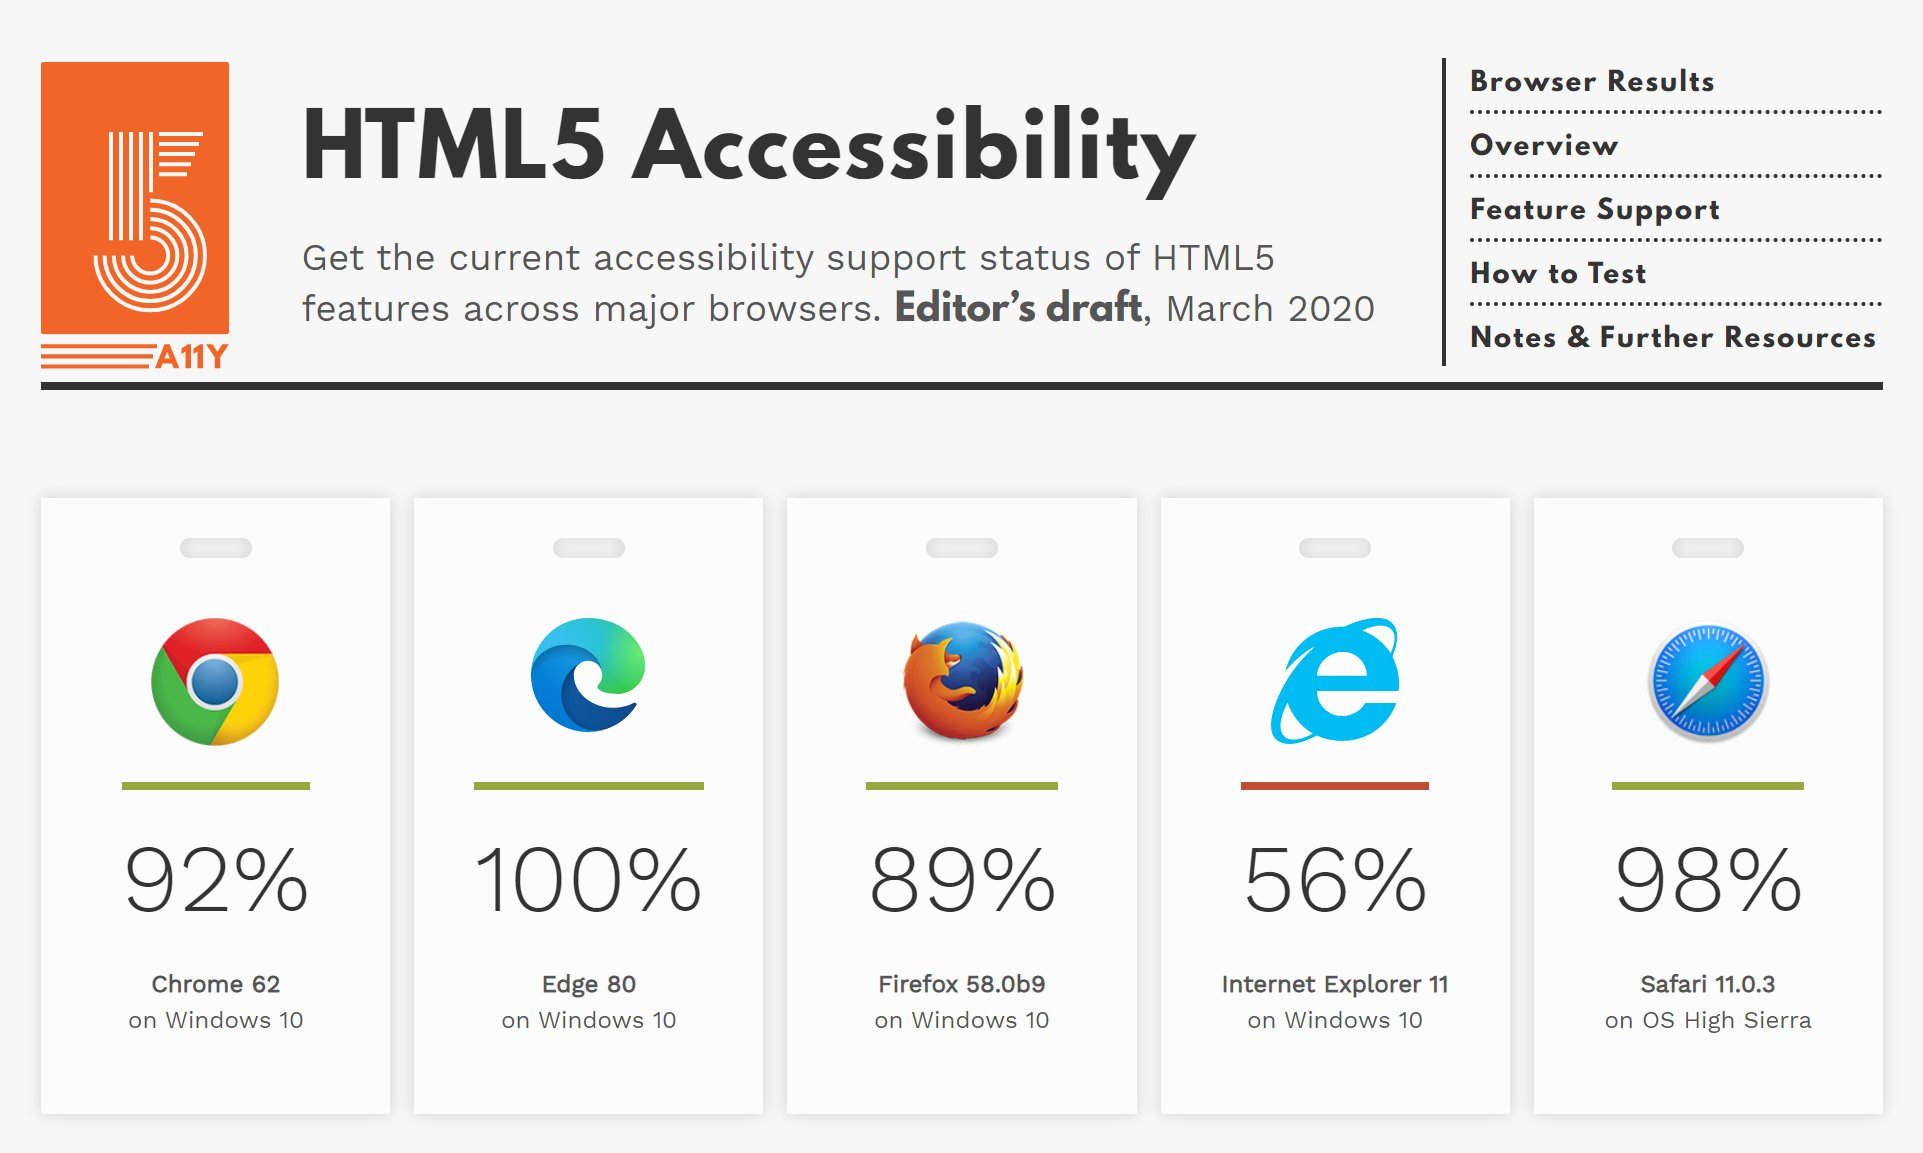 HTML5 Accessibility
Get the current accessibility support status of HTML5
features across major browsers. Editor’s draft, March 2020
5
A11Y
Browser Results
Overview
Feature Support
How to Test
Notes & Further Resources
92%
Chrome 62
on Windows 10
100%
Edge 80
on Windows 10
89%
Firefox 58.0b9
on Windows 10
56%
Internet Explorer 11
on Windows 10
98%
Safari 11.0.3
on OS High Sierra